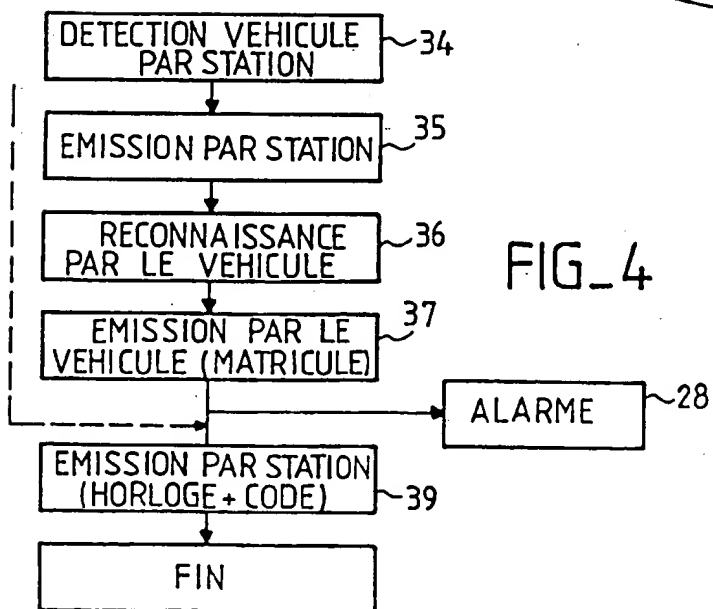 DETECTION VEHICULE
PAR STATION
34
EMISSION PAR STATION
35
RECONNAISSANCE
PAR LE VEHICULE
36
FIG_4
EMISSION PAR LE
VEHICULE (MATRICULE)
37
ALARME
28
EMISSION PAR STATION
(HORLOGE + CODE)
39
FIN